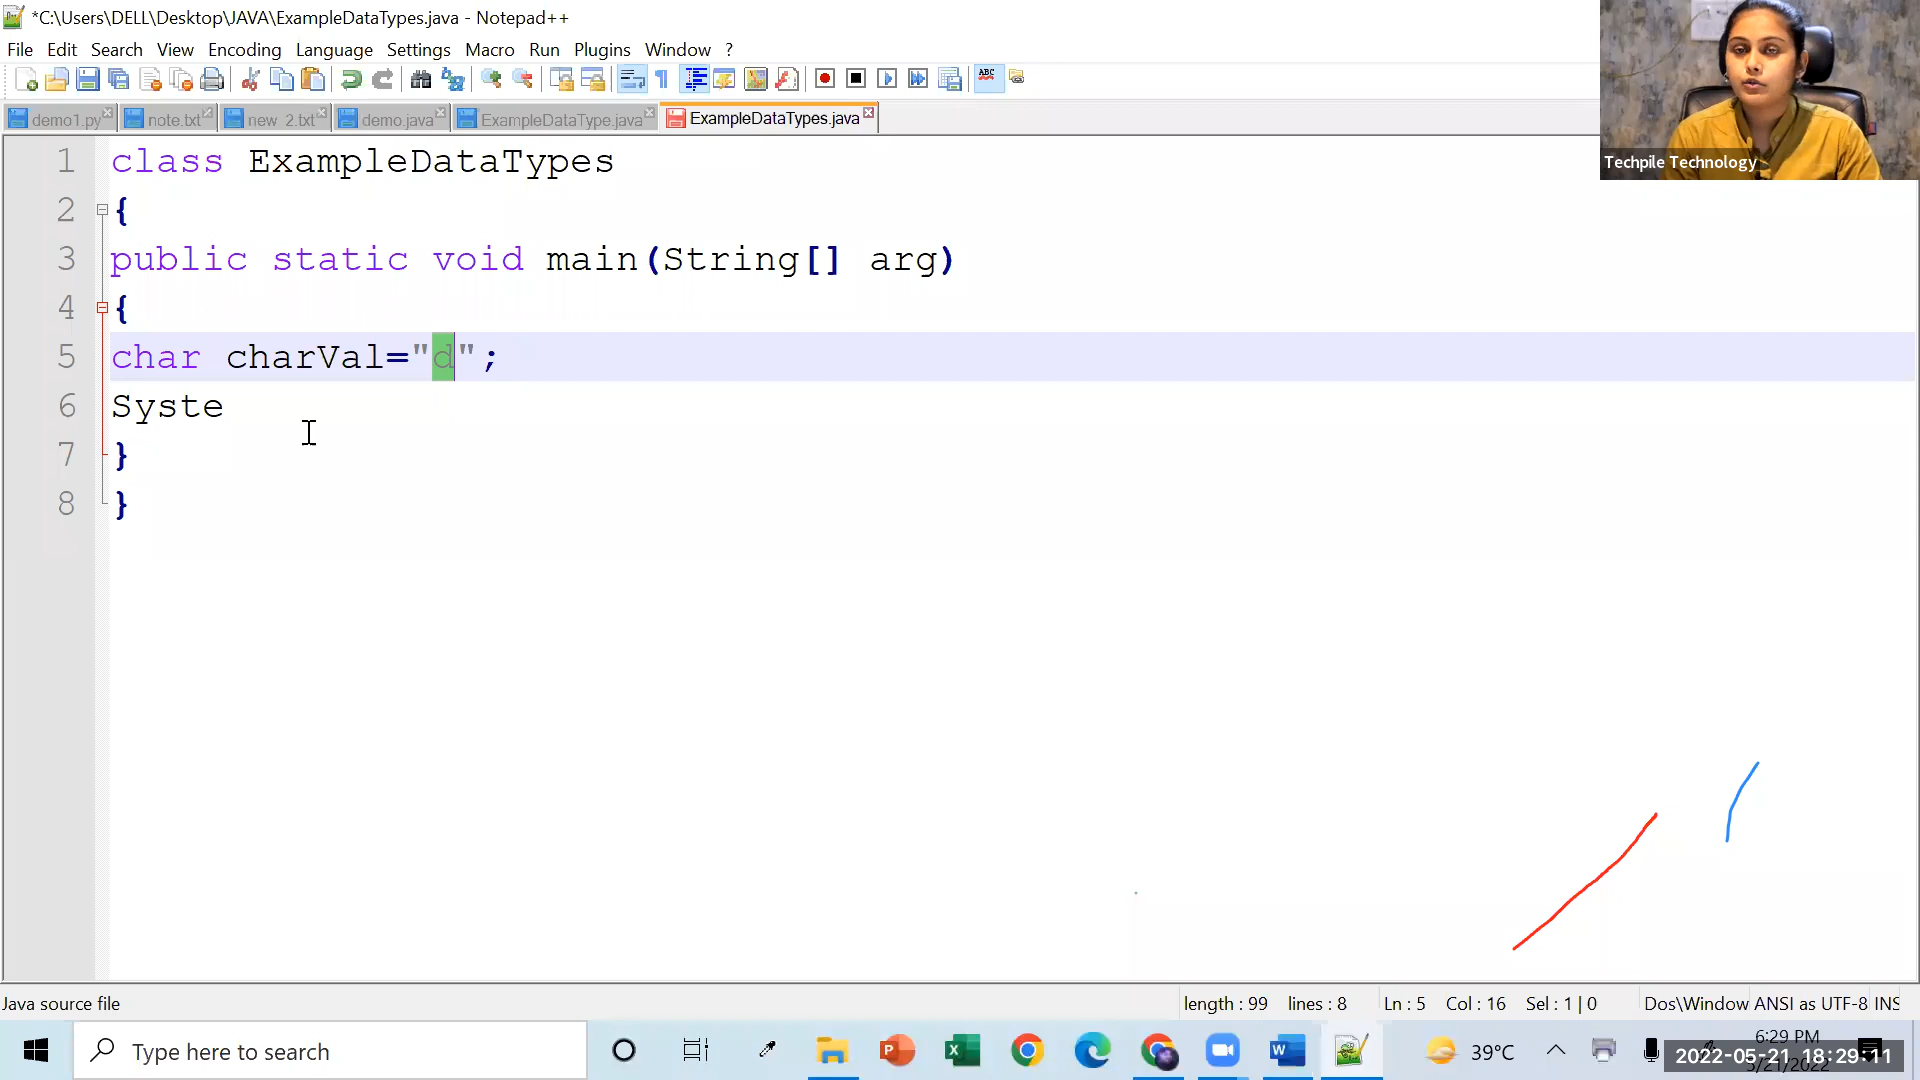 *C:\Users\DELL\Desktop\JAVA\ExampleDataTypes.java - Notepad++
File Edit Search View Encoding Language Settings Macro Run Plugins Window ?
ABC
demo1.py note.txt new 2.txt demo.java ExampleDataType.java ExampleDataTypes.java
Techpile Technology
1 class ExampleDataTypes
2 {
3 public static void main(String[] arg)
4 {
5 char charVal="d";
6 Syste
7 }
8 }
Java source file length : 99 lines : 8 Ln : 5 Col : 16 Sel : 1 | 0 Dos\Window ANSI as UTF-8 INS
Type here to search
39°C
6:29 PM
5/21/2022
2022-05-21 18:29:11